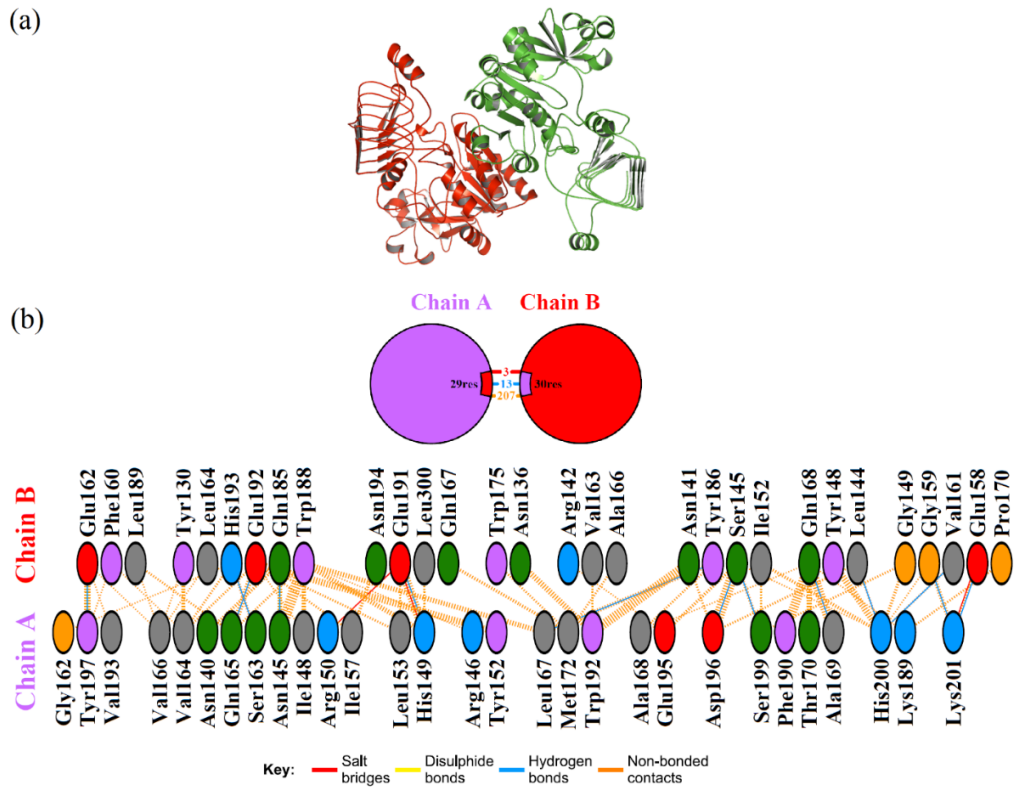 (a)
(b)
Chain A Chain B
3
29res 13 30res
207
Chain B
Glu162 Phe160 Leu189 Tyr130 Leu164 His193 Glu192 Gln185 Trp188 Asn194 Glu191 Leu300 Gln167 Trp175 Asn136 Arg142 Val163 Ala166 Asn141 Tyr186 Ser145 Ile152 Gln168 Tyr148 Leu144 Gly149 Gly159 Val161 Glu158 Pro170
Chain A
Gly162 Tyr197 Val193 Val166 Val164 Asn140 Gln165 Ser163 Asn145 Ile148 Arg150 Ile157 Leu153 His149 Arg146 Tyr152 Leu167 Met172 Trp192 Ala168 Glu195 Asp196 Ser199 Phe190 Thr170 Ala169 His200 Lys189 Lys201
Key: Salt bridges Disulphide bonds Hydrogen bonds Non-bonded contacts